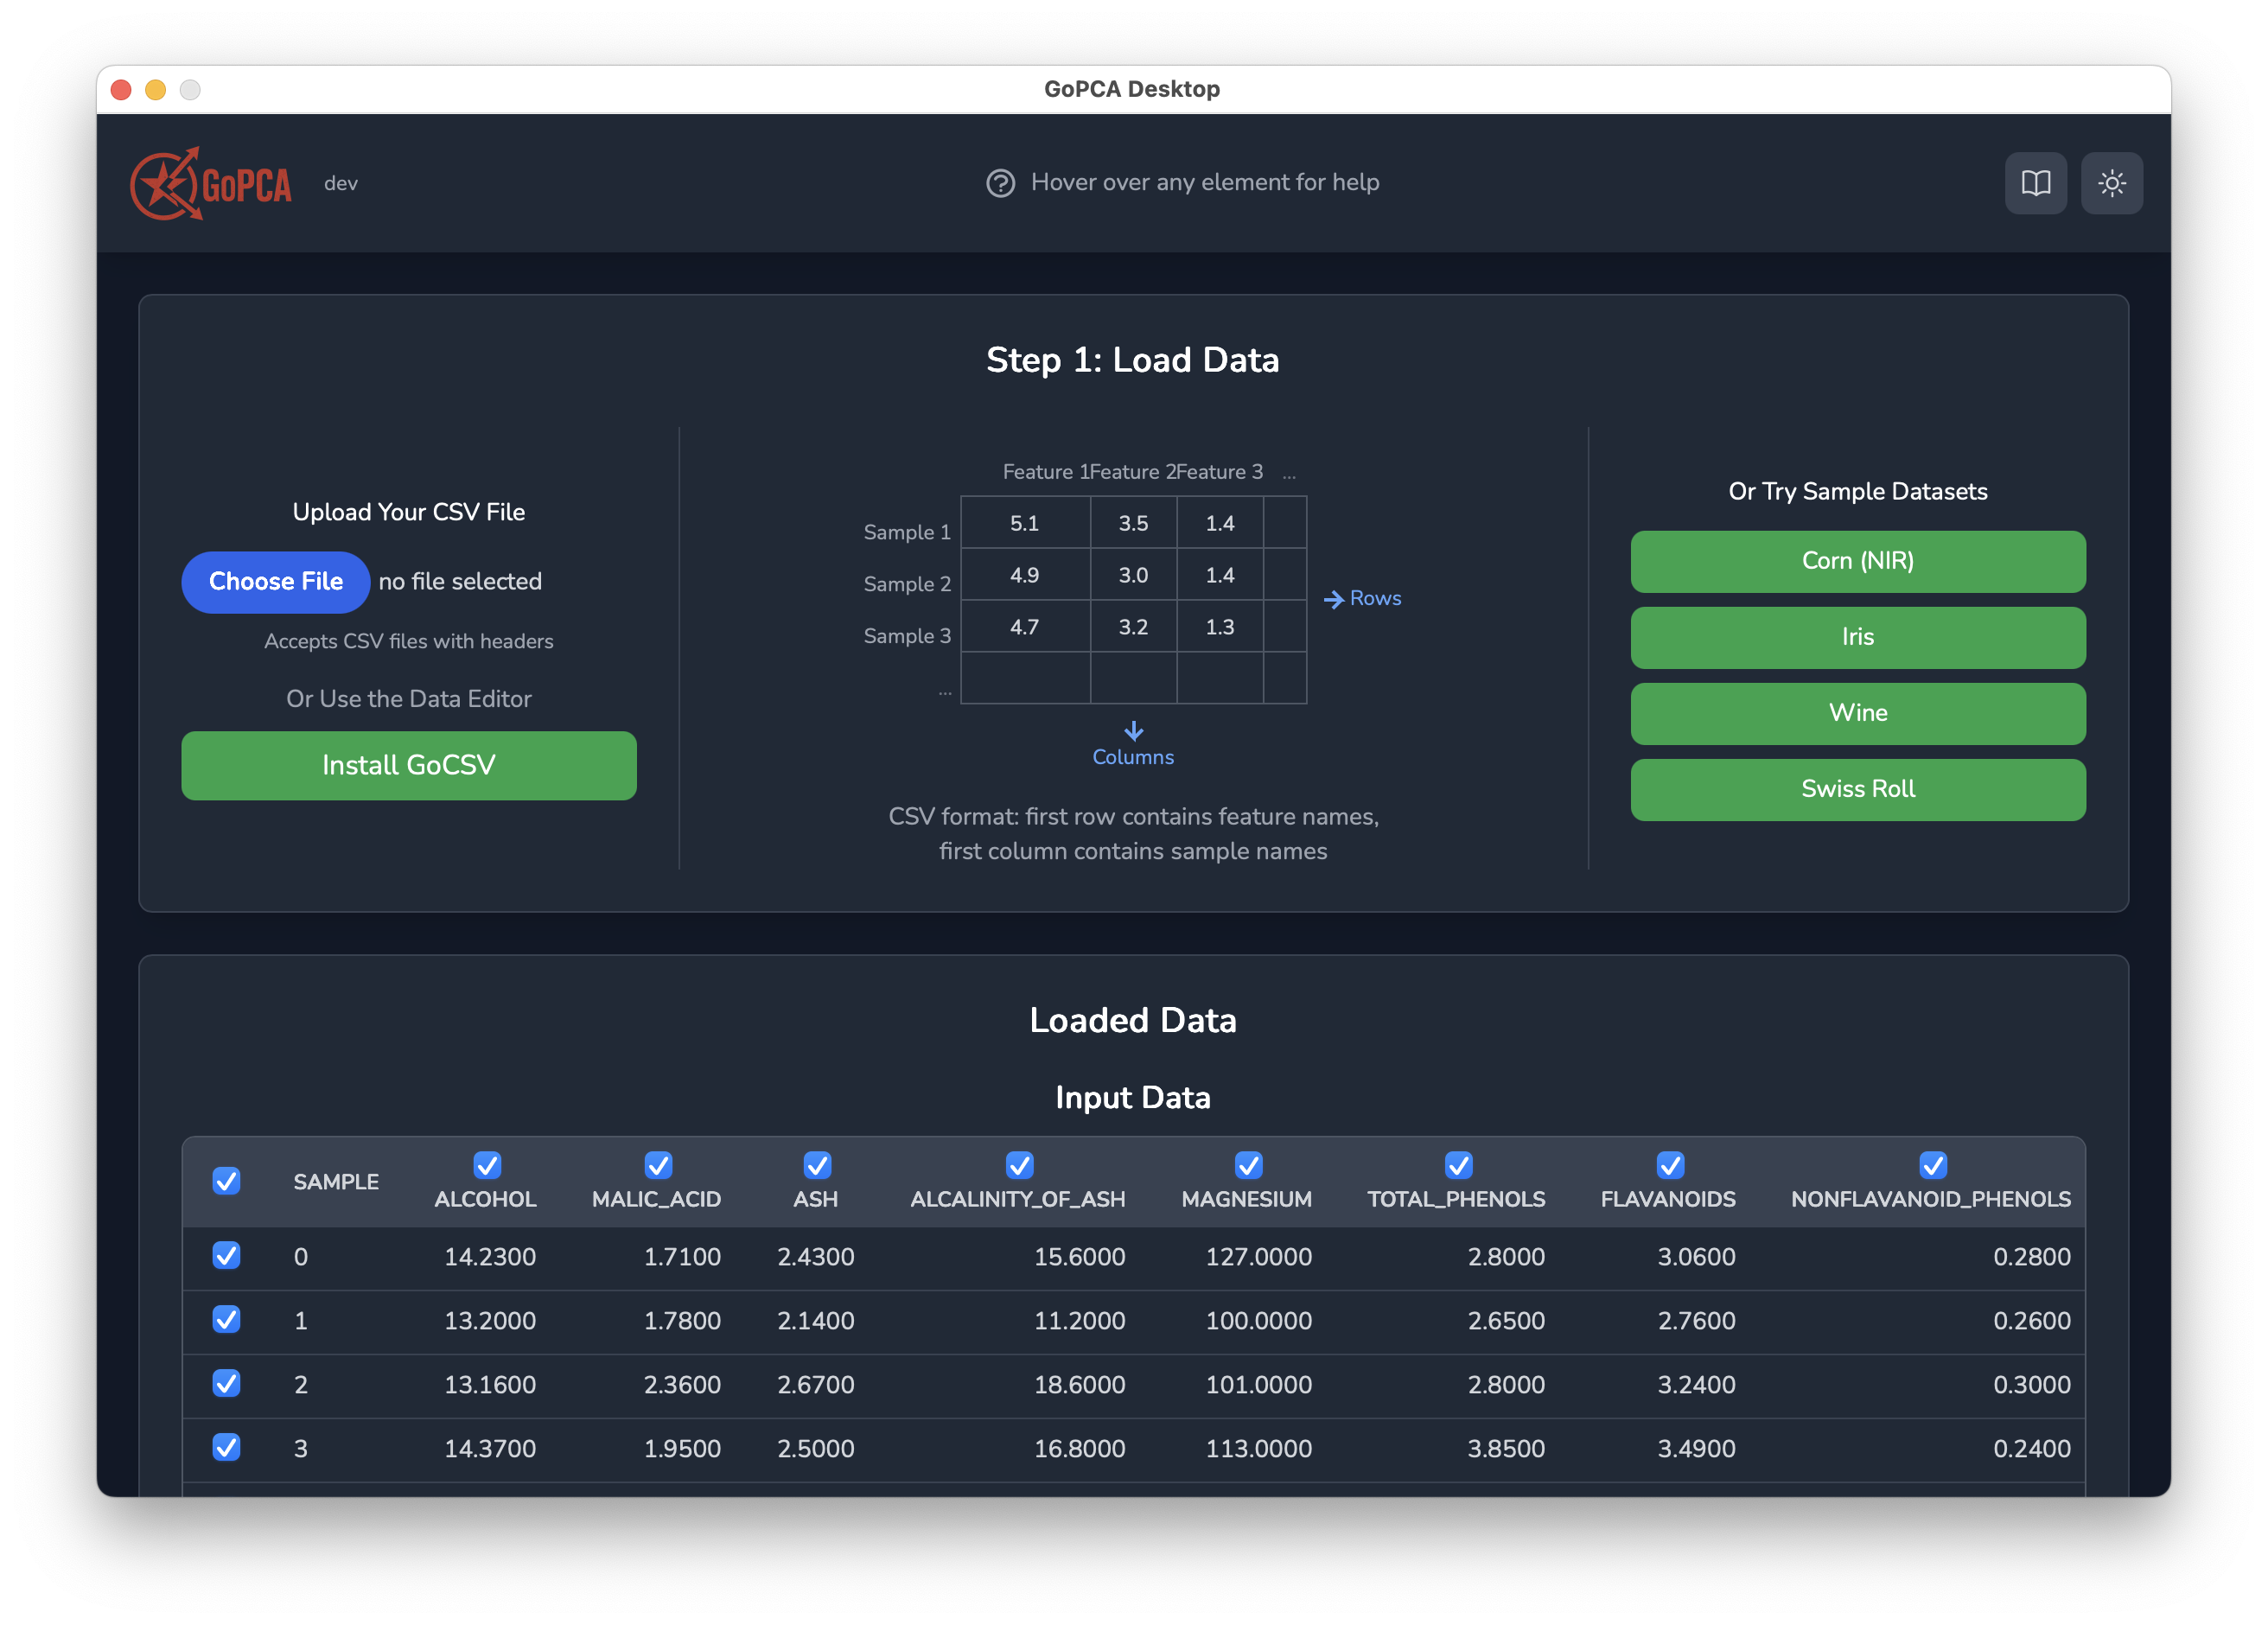 GoPCA Desktop
GoPCA dev
Hover over any element for help
Step 1: Load Data
Upload Your CSV File
Choose File no file selected
Accepts CSV files with headers
Or Use the Data Editor
Install GoCSV
Feature 1 Feature 2 Feature 3 ...
Sample 1 5.1 3.5 1.4
Sample 2 4.9 3.0 1.4
Sample 3 4.7 3.2 1.3
...
Rows
Columns
CSV format: first row contains feature names,
first column contains sample names
Or Try Sample Datasets
Corn (NIR)
Iris
Wine
Swiss Roll
Loaded Data
Input Data
SAMPLE ALCOHOL MALIC_ACID ASH ALCALINITY_OF_ASH MAGNESIUM TOTAL_PHENOLS FLAVANOIDS NONFLAVANOID_PHENOLS
0 14.2300 1.7100 2.4300 15.6000 127.0000 2.8000 3.0600 0.2800
1 13.2000 1.7800 2.1400 11.2000 100.0000 2.6500 2.7600 0.2600
2 13.1600 2.3600 2.6700 18.6000 101.0000 2.8000 3.2400 0.3000
3 14.3700 1.9500 2.5000 16.8000 113.0000 3.8500 3.4900 0.2400